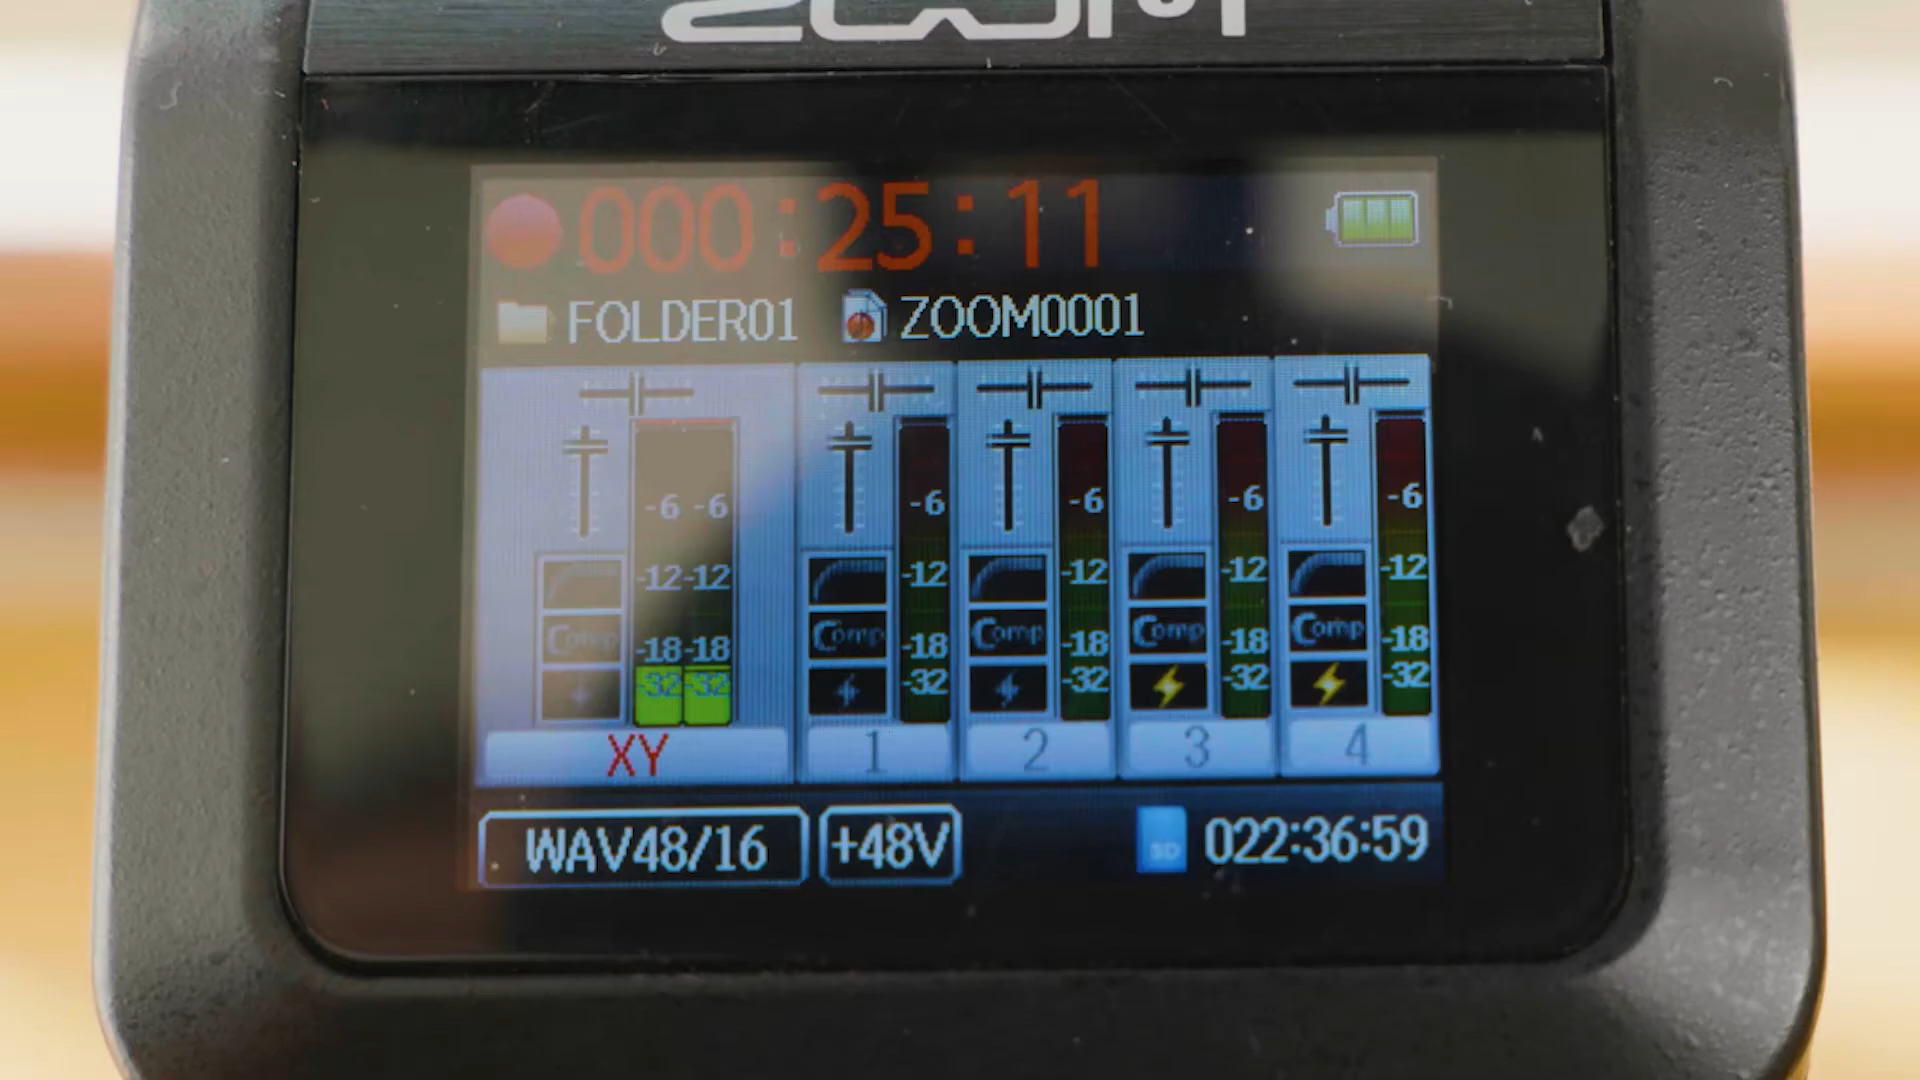 ZOOM
000:25:11
FOLDER01 ZOOM0001
-6 -6 -6 -6 -6 -6
-12 -12 -12 -12 -12 -12
Comp Comp Comp Comp Comp
-18 -18 -18 -18 -18 -18
-32 -32 -32 -32 -32 -32
XY 1 2 3 4
WAV48/16 +48V SD 022:36:59